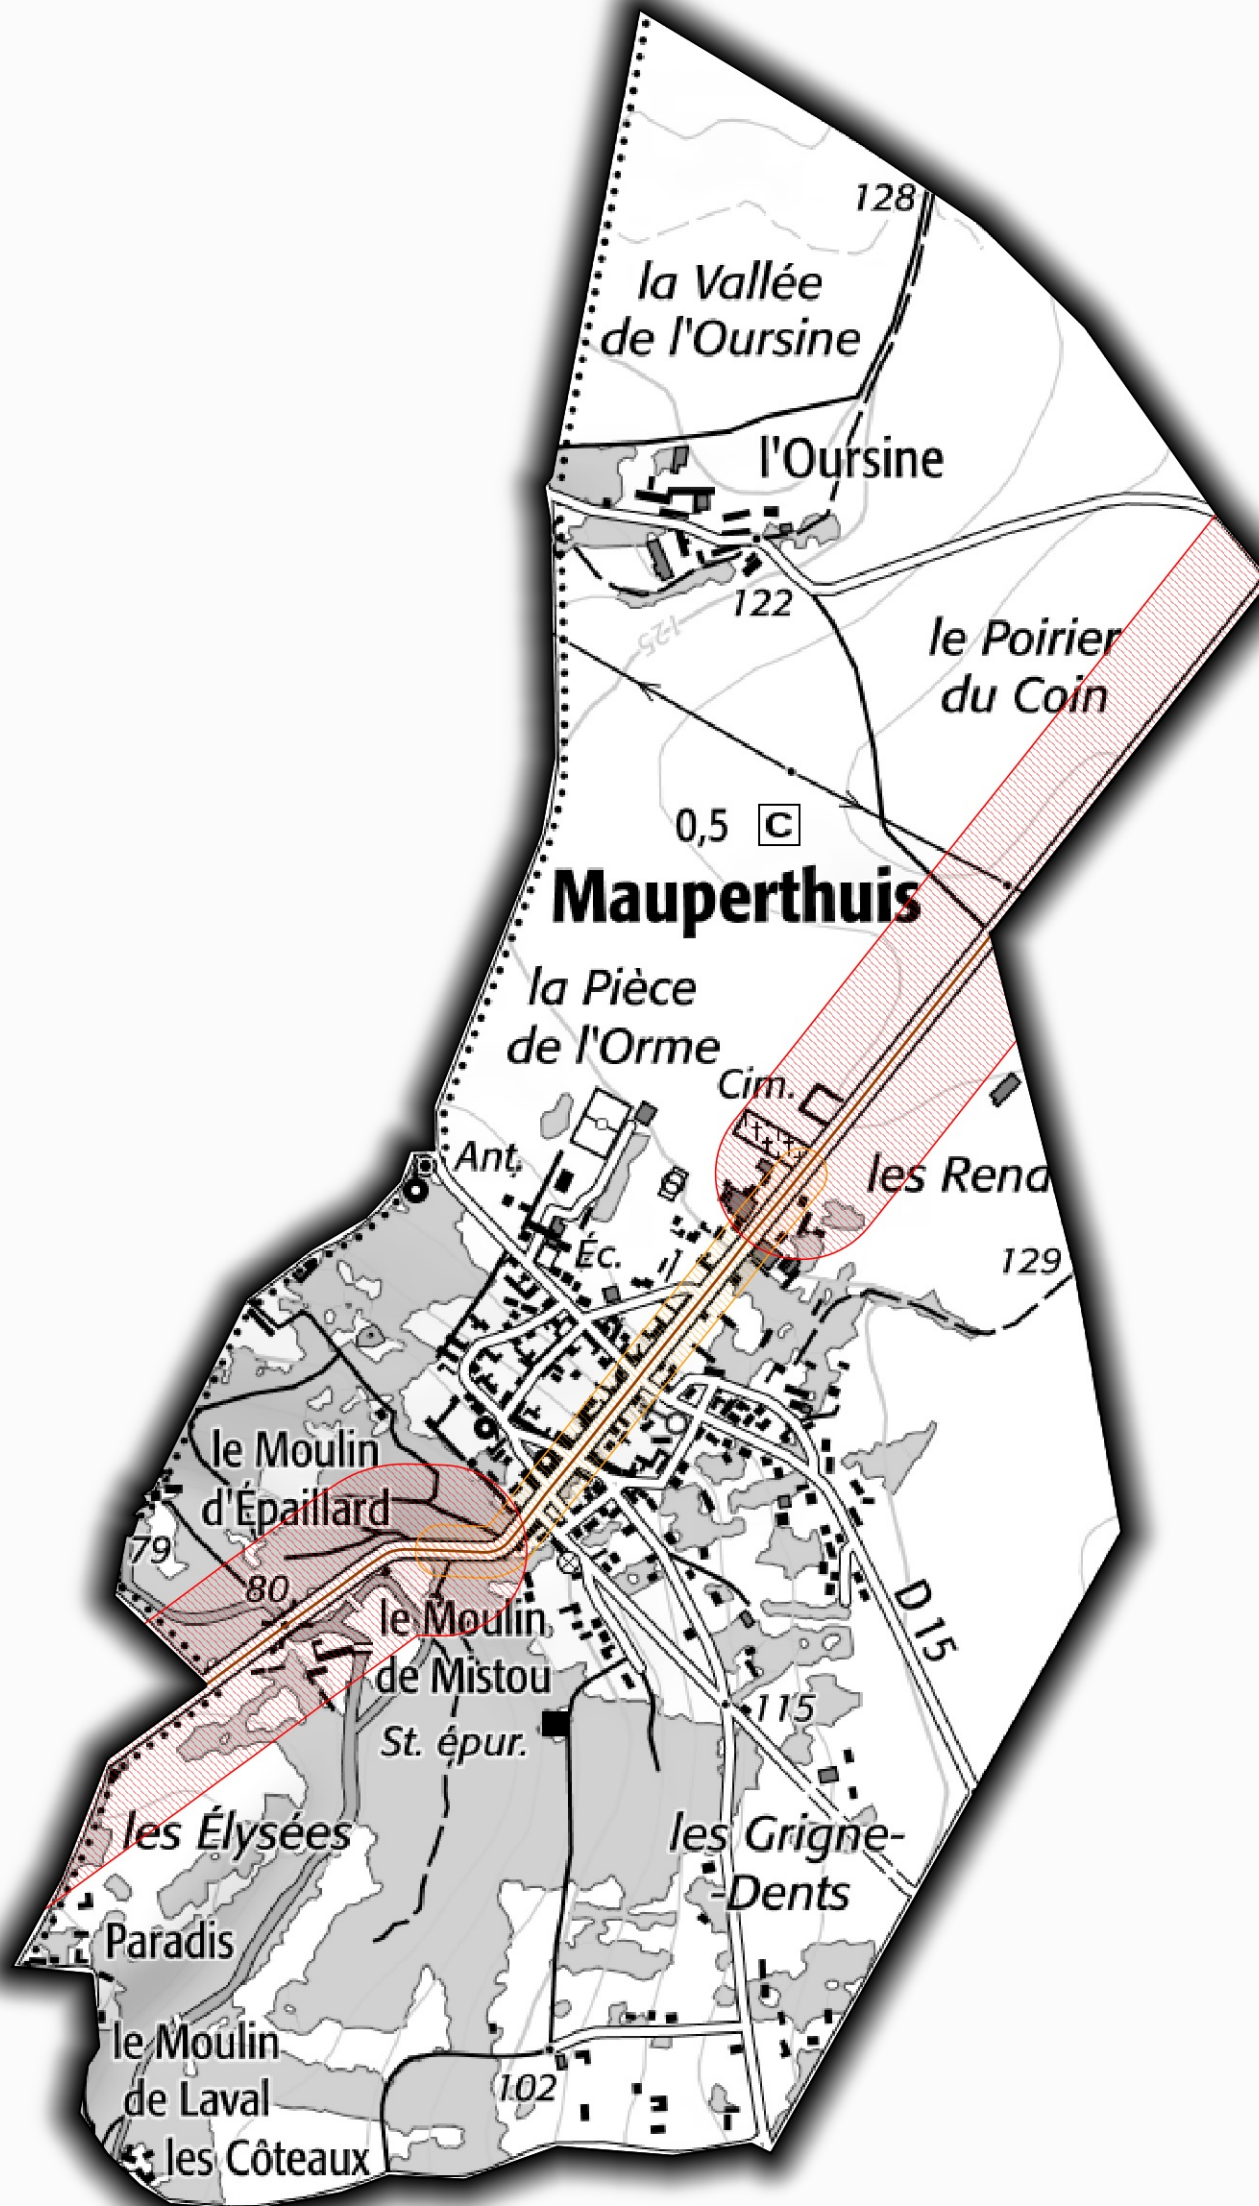 128
la Vallée
de l'Oursine
l'Oursine
122
125
le Poirier
du Coin
0,5 C
Mauperthuis
la Pièce
de l'Orme
Cim.
Ant.
les Rend
Éc.
129
le Moulin
d'Épaillard
79
80
le Moulin
de Mistou
D 15
115
St. épur.
les Élysées
les Grigne-
-Dents
Paradis
le Moulin
de Laval
102
les Côteaux